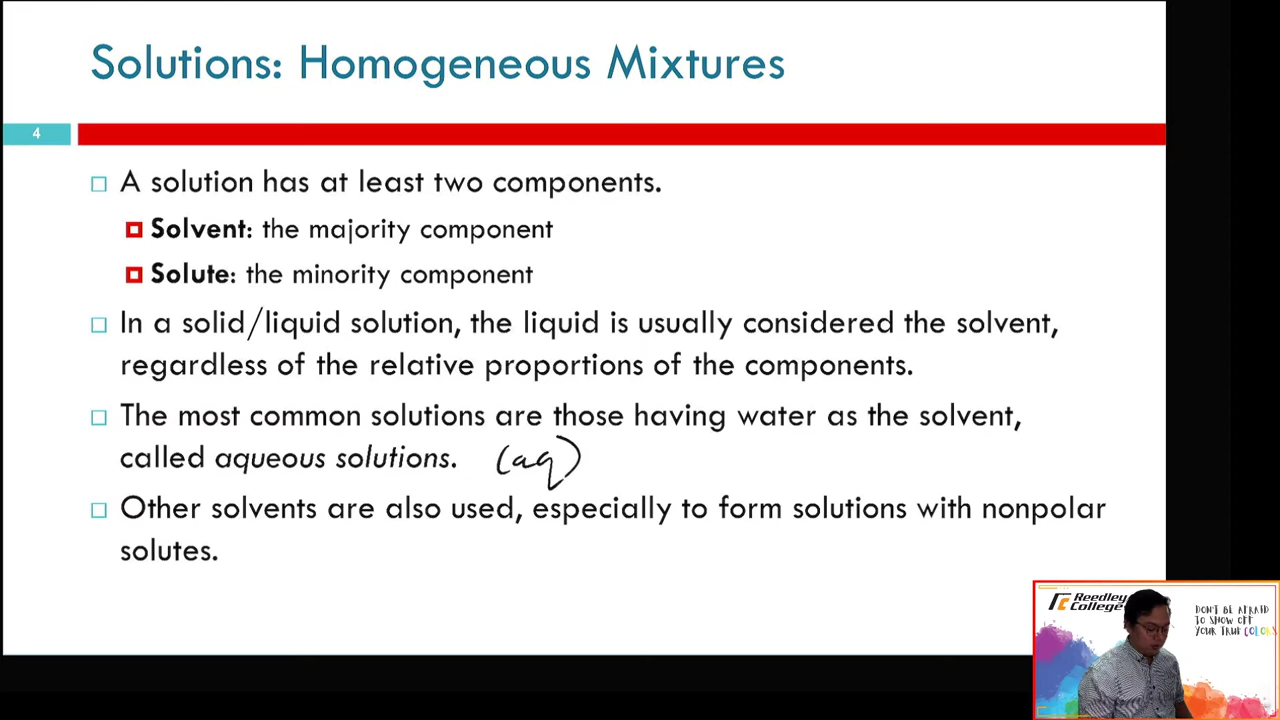 Solutions: Homogeneous Mixtures
4
A solution has at least two components.
Solvent: the majority component
Solute: the minority component
In a solid/liquid solution, the liquid is usually considered the solvent,
regardless of the relative proportions of the components.
The most common solutions are those having water as the solvent,
called aqueous solutions. (aq)
Other solvents are also used, especially to form solutions with nonpolar
solutes.
Reedley
College
DON'T BE AFRAID
TO SHOW OFF
YOUR TRUE COLORS